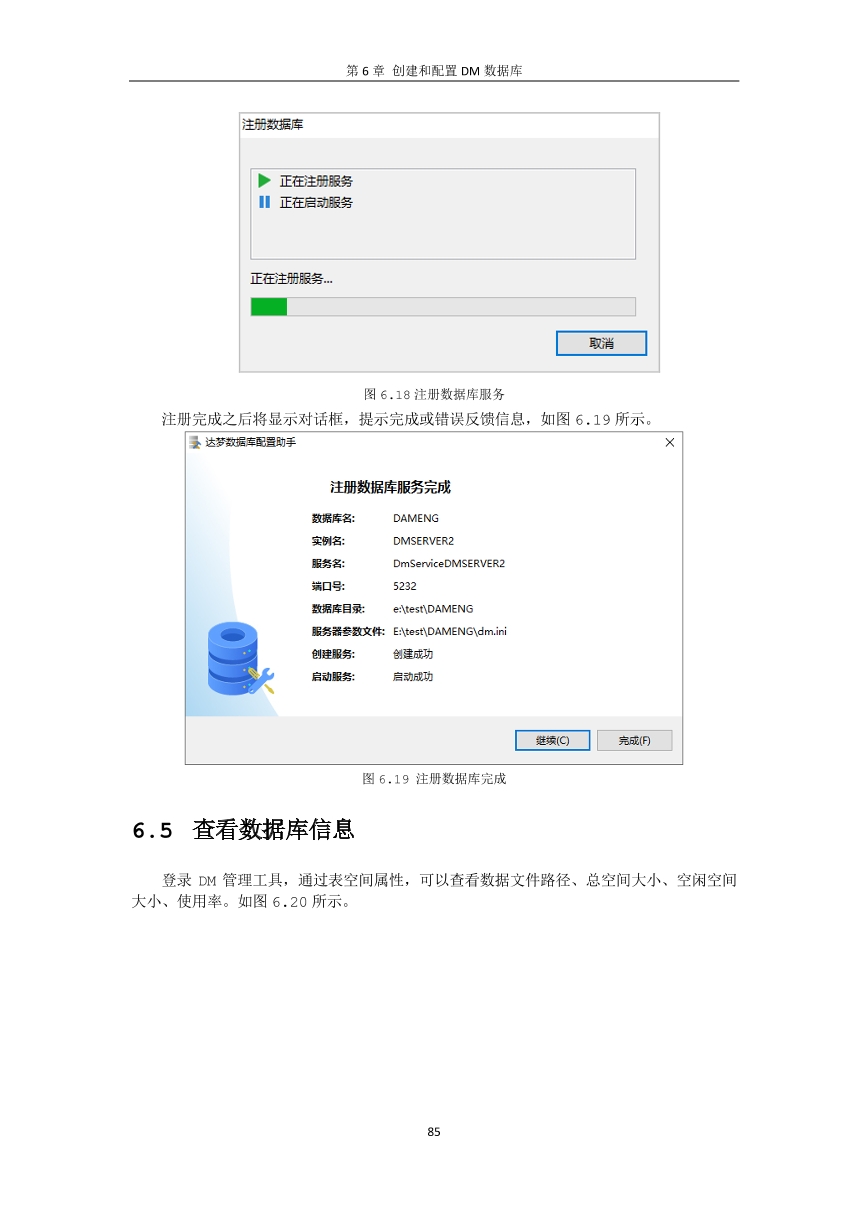 第 6 章 创建和配置 DM 数据库
注册数据库
正在注册服务
正在启动服务
正在注册服务...
取消
图 6.18 注册数据库服务
注册完成之后将显示对话框，提示完成或错误反馈信息，如图 6.19 所示。
达梦数据库配置助手
注册数据库服务完成
数据库名: DAMENG
实例名: DMSERVER2
服务名: DmServiceDMSERVER2
端口号: 5232
数据库目录: e:\test\DAMENG
服务器参数文件: E:\test\DAMENG\dm.ini
创建服务: 创建成功
启动服务: 启动成功
继续(C) 完成(F)
图 6.19 注册数据库完成
6.5 查看数据库信息
登录 DM 管理工具，通过表空间属性，可以查看数据文件路径、总空间大小、空闲空间
大小、使用率。如图 6.20 所示。
85